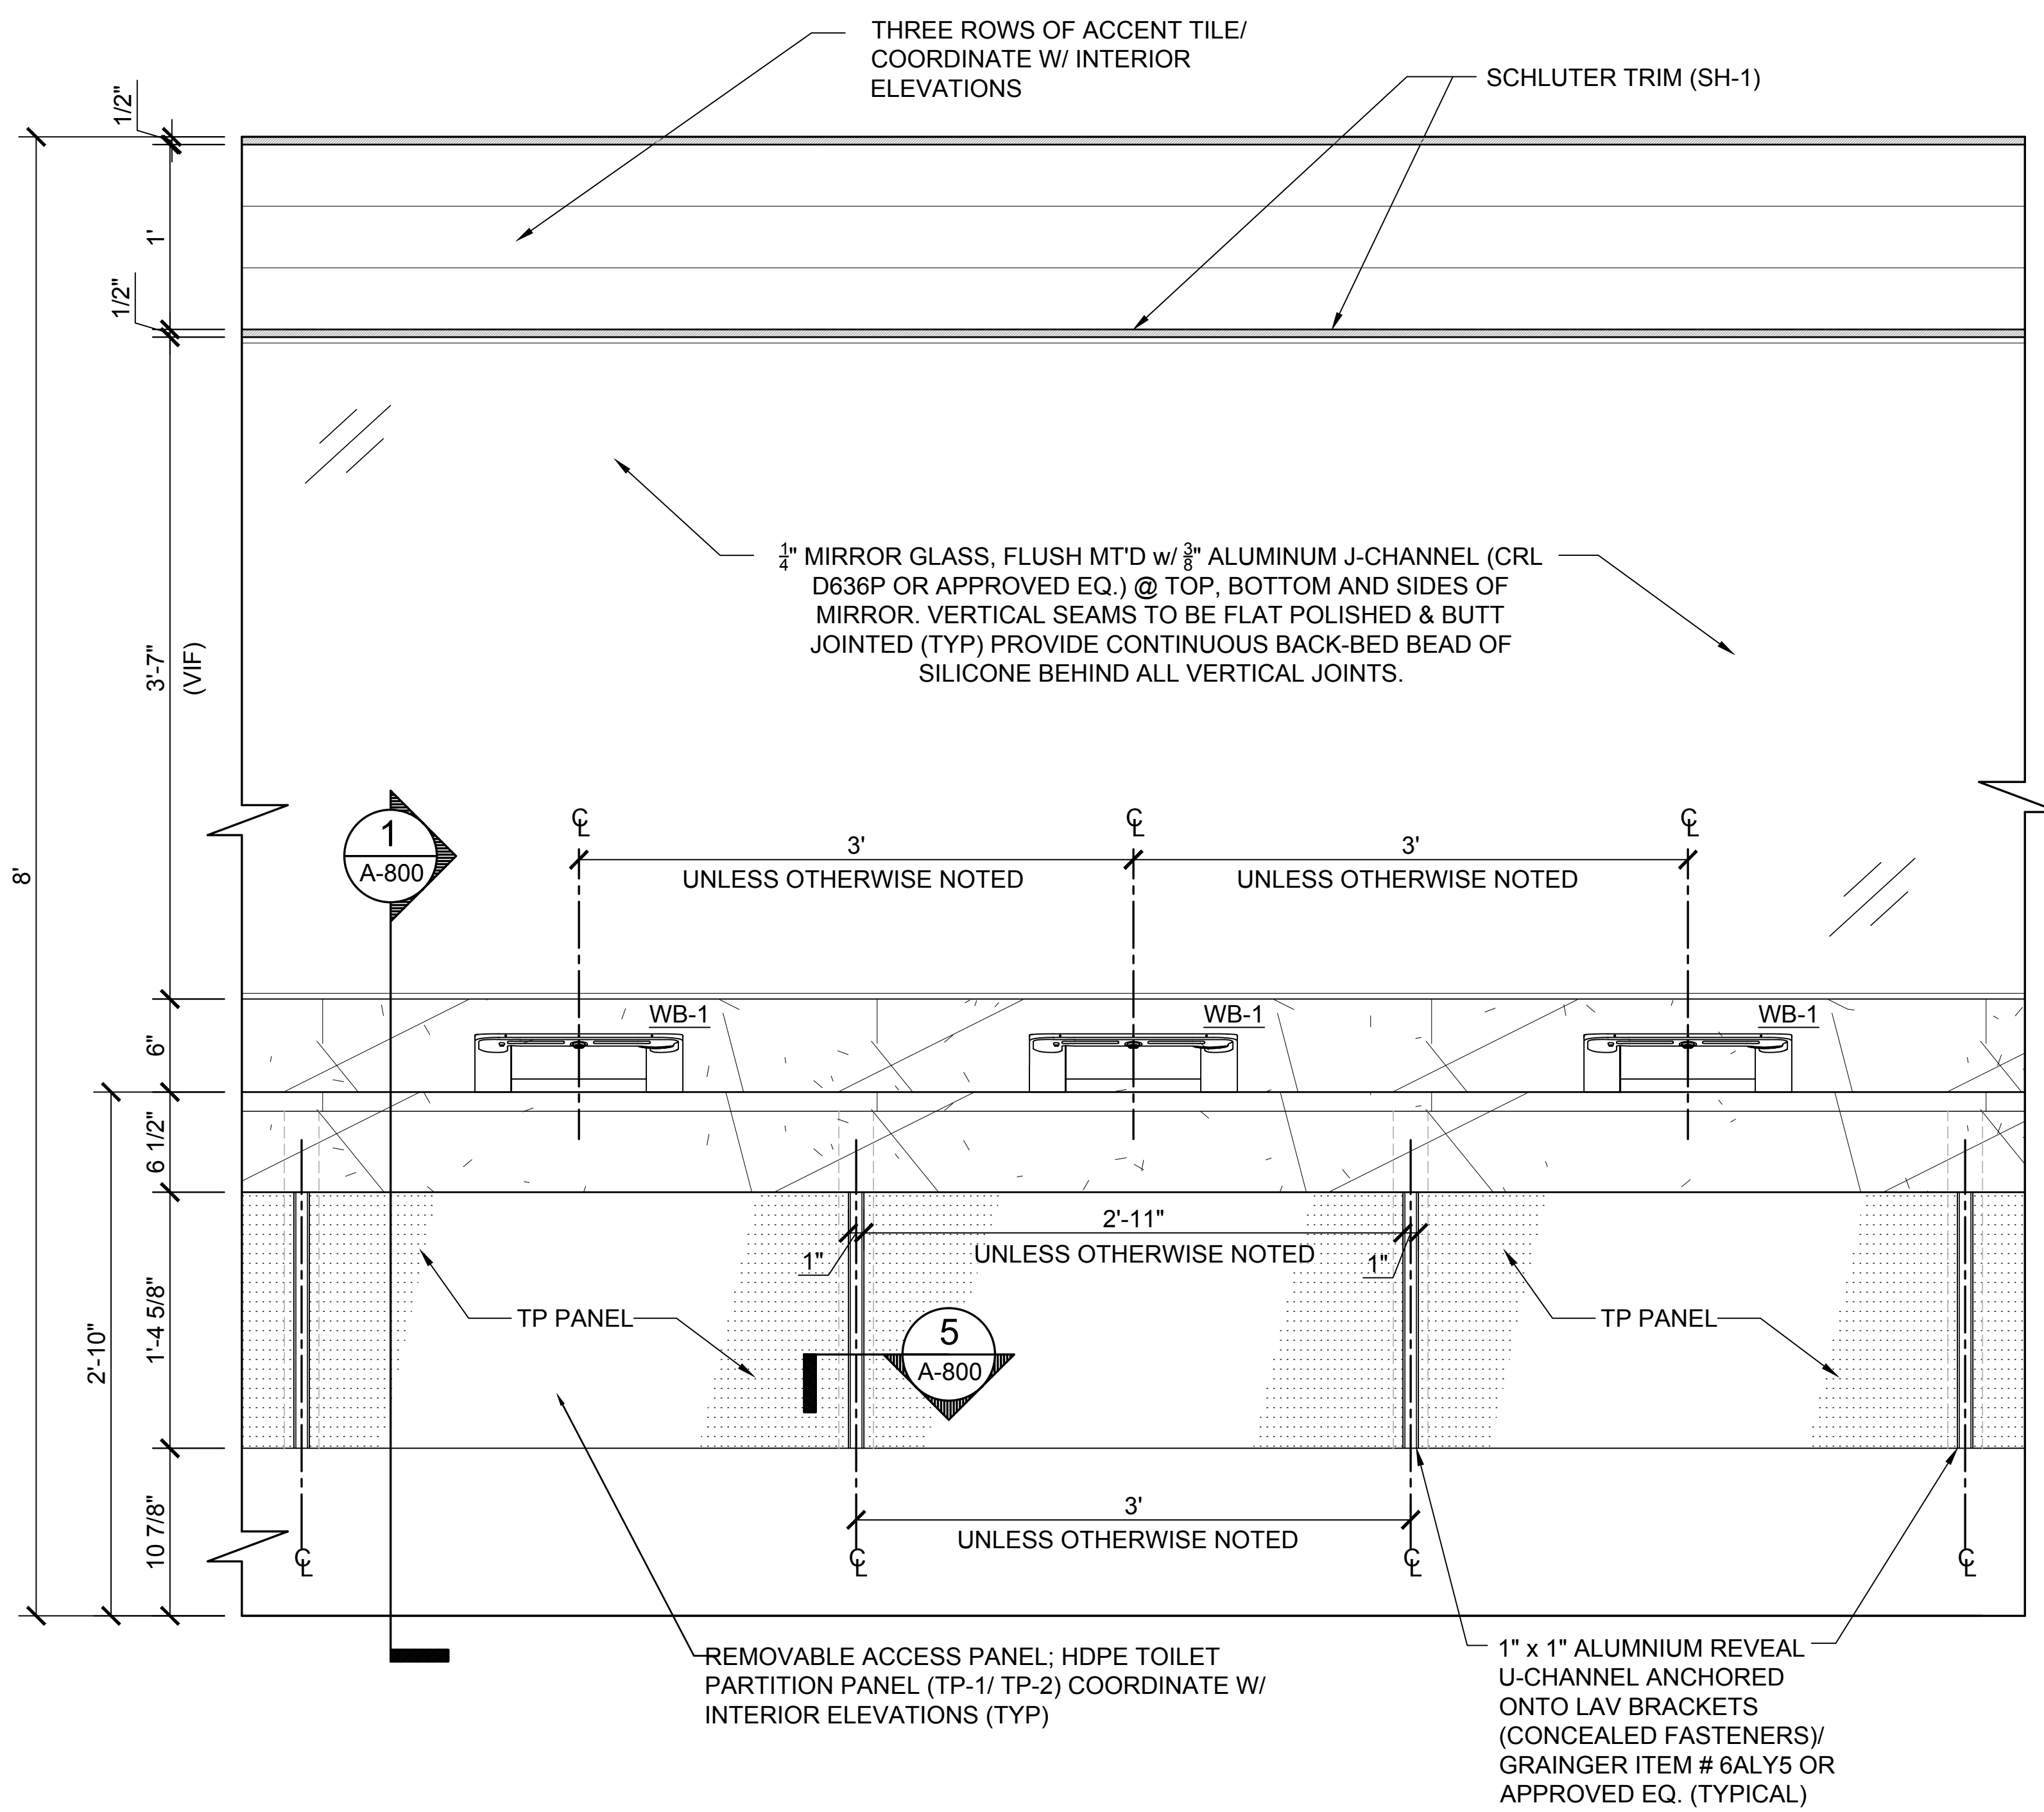 THREE ROWS OF ACCENT TILE/
COORDINATE W/ INTERIOR
ELEVATIONS
SCHLUTER TRIM (SH-1)
1/2"
1'
1/2"
¼" MIRROR GLASS, FLUSH MT'D w/ ⅜" ALUMINUM J-CHANNEL (CRL
D636P OR APPROVED EQ.) @ TOP, BOTTOM AND SIDES OF
MIRROR. VERTICAL SEAMS TO BE FLAT POLISHED & BUTT
JOINTED (TYP) PROVIDE CONTINUOUS BACK-BED BEAD OF
SILICONE BEHIND ALL VERTICAL JOINTS.
3'-7"
(VIF)
8'
1
A-800
℄
℄
℄
3'
UNLESS OTHERWISE NOTED
3'
UNLESS OTHERWISE NOTED
WB-1
WB-1
WB-1
6"
6 1/2"
2'-11"
UNLESS OTHERWISE NOTED
1"
1"
TP PANEL
TP PANEL
5
A-800
1'-4 5/8"
2'-10"
10 7/8"
3'
UNLESS OTHERWISE NOTED
℄
℄
℄
℄
REMOVABLE ACCESS PANEL; HDPE TOILET
PARTITION PANEL (TP-1/ TP-2) COORDINATE W/
INTERIOR ELEVATIONS (TYP)
1" x 1" ALUMNIUM REVEAL
U-CHANNEL ANCHORED
ONTO LAV BRACKETS
(CONCEALED FASTENERS)/
GRAINGER ITEM # 6ALY5 OR
APPROVED EQ. (TYPICAL)